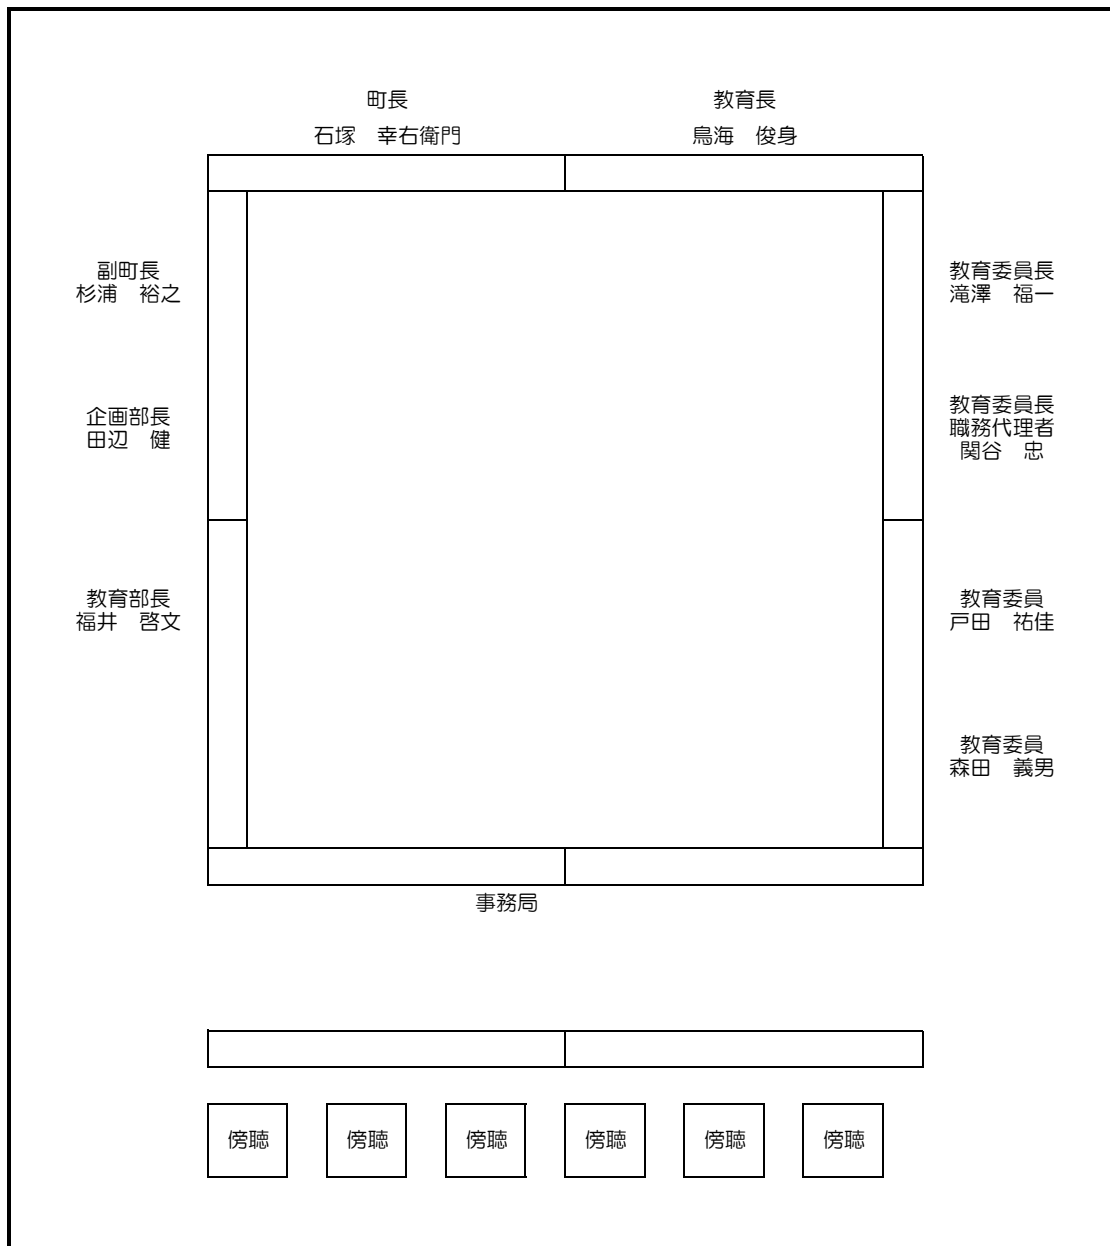 町長　教育長
石塚　幸右衛門　鳥海　俊身
副町長
杉浦　裕之
企画部長
田辺　健
教育部長
福井　啓文
教育委員長
滝澤　福一
教育委員長
職務代理者
関谷　忠
教育委員
戸田　祐佳
教育委員
森田　義男
事務局
傍聴　傍聴　傍聴　傍聴　傍聴　傍聴